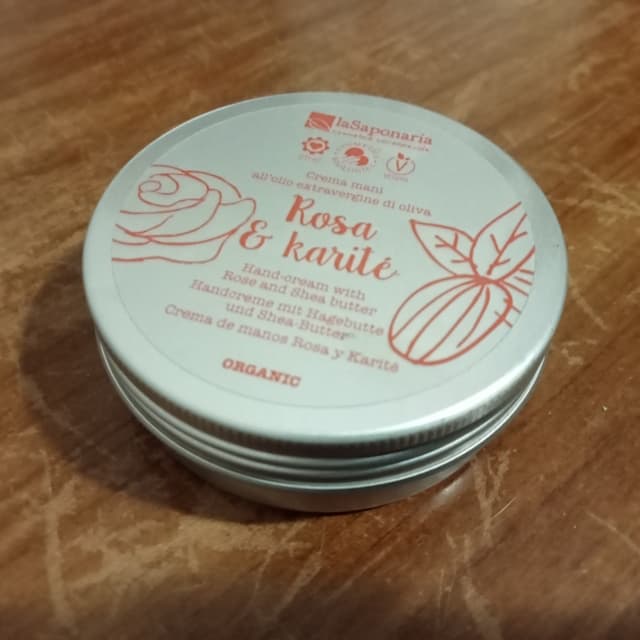 laSaponaria
Crema mani
all'olio extravergine di oliva
Rosa
& karité
Hand-cream with
Rose and Shea butter
Handcreme mit Hagebutte
und Shea-Butter
Crema de manos Rosa y Karité
ORGANIC